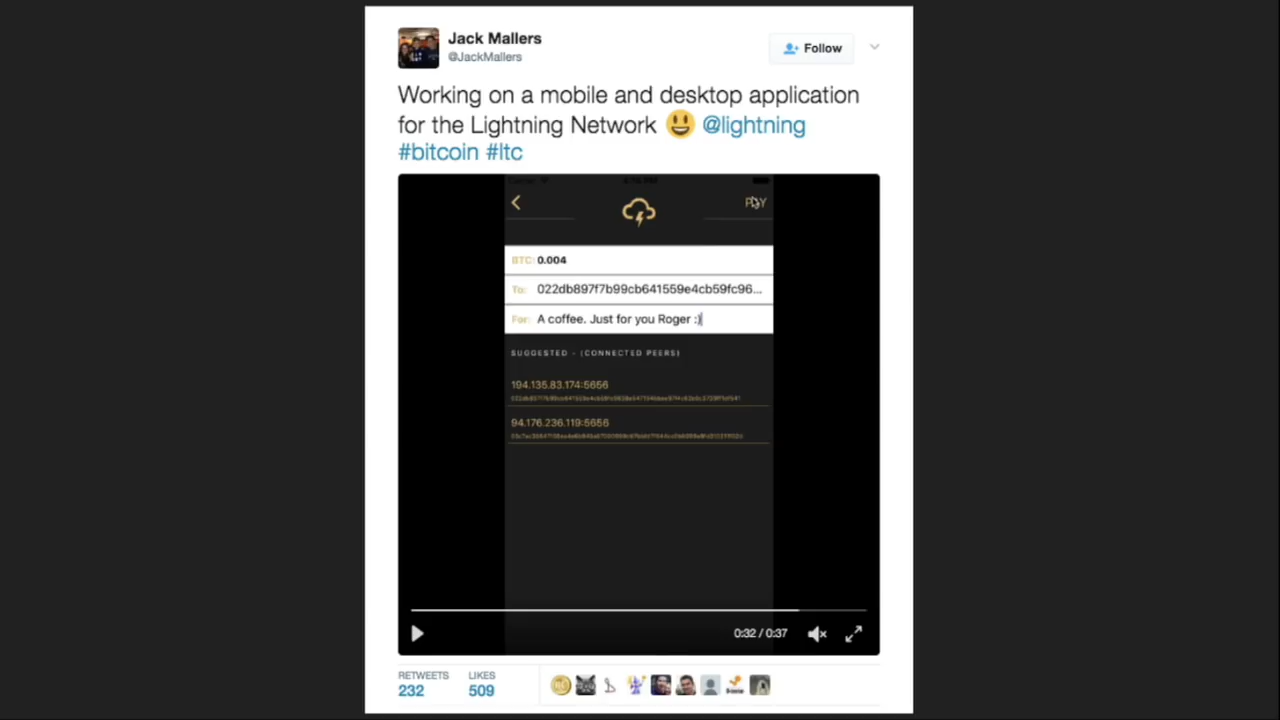 Jack Mallers
@JackMallers
Follow
Working on a mobile and desktop application
for the Lightning Network 😃 @lightning
#bitcoin #ltc
PAY
BTC: 0.004
To: 022db897f7b99cb641559e4cb59fc96...
For: A coffee. Just for you Roger :)
SUGGESTED - (CONNECTED PEERS)
194.135.83.174:5656
94.176.236.119:5656
0:32 / 0:37
RETWEETS LIKES
232 509